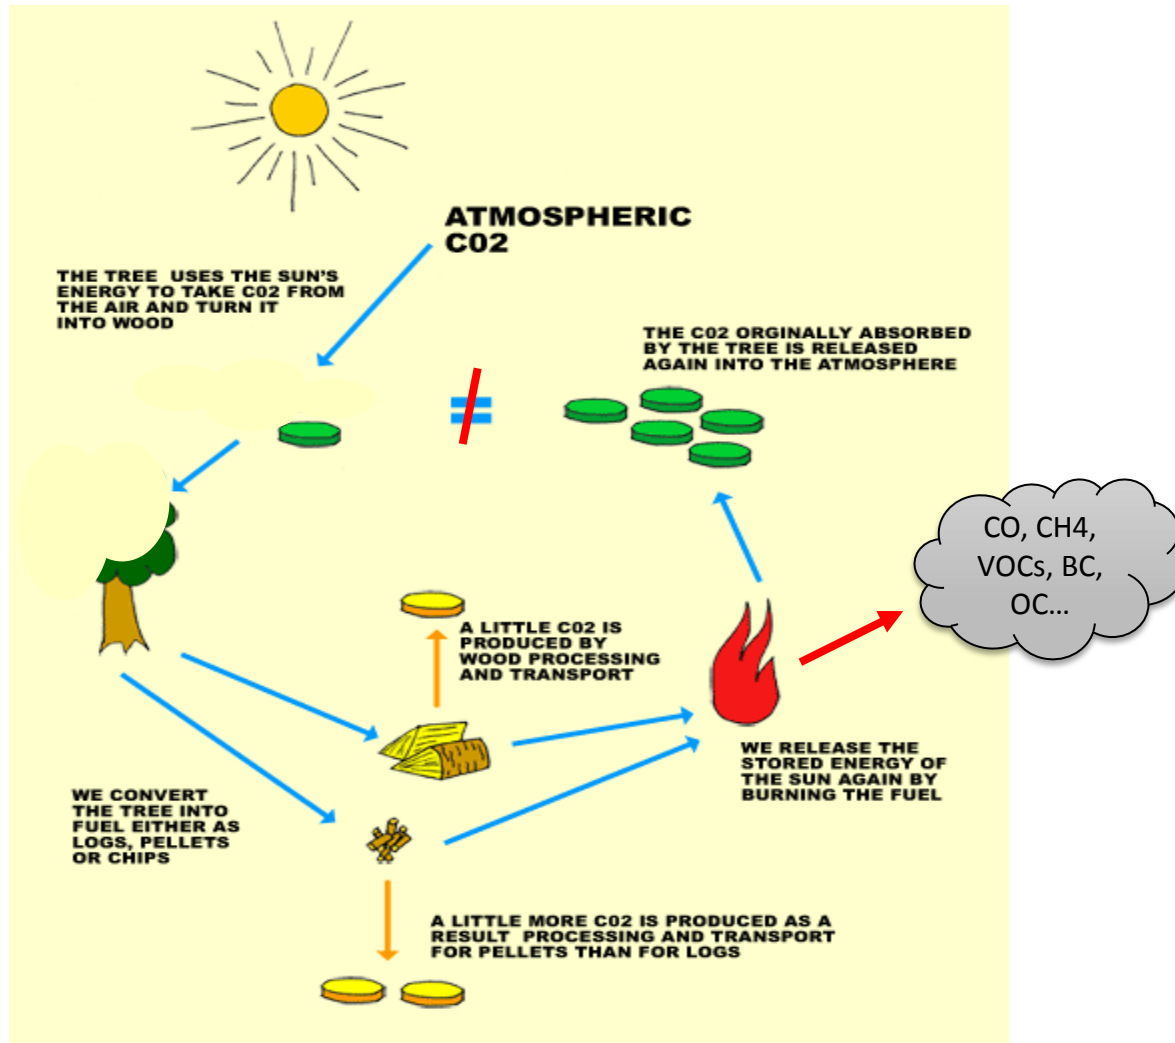 ATMOSPHERIC
C02
THE TREE  USES THE SUN'S
ENERGY TO TAKE C02 FROM
THE AIR AND TURN IT
INTO WOOD
THE C02 ORGINALLY ABSORBED
BY THE TREE IS RELEASED
AGAIN INTO THE ATMOSPHERE
CO, CH4,
VOCs, BC,
OC...
A LITTLE C02 IS
PRODUCED BY
WOOD PROCESSING
AND TRANSPORT
WE RELEASE THE
STORED ENERGY OF
THE SUN AGAIN BY
BURNING THE FUEL
WE CONVERT
THE TREE INTO
FUEL EITHER AS
LOGS, PELLETS
OR CHIPS
A LITTLE MORE C02 IS PRODUCED AS A
RESULT  PROCESSING AND TRANSPORT
FOR PELLETS THAN FOR LOGS